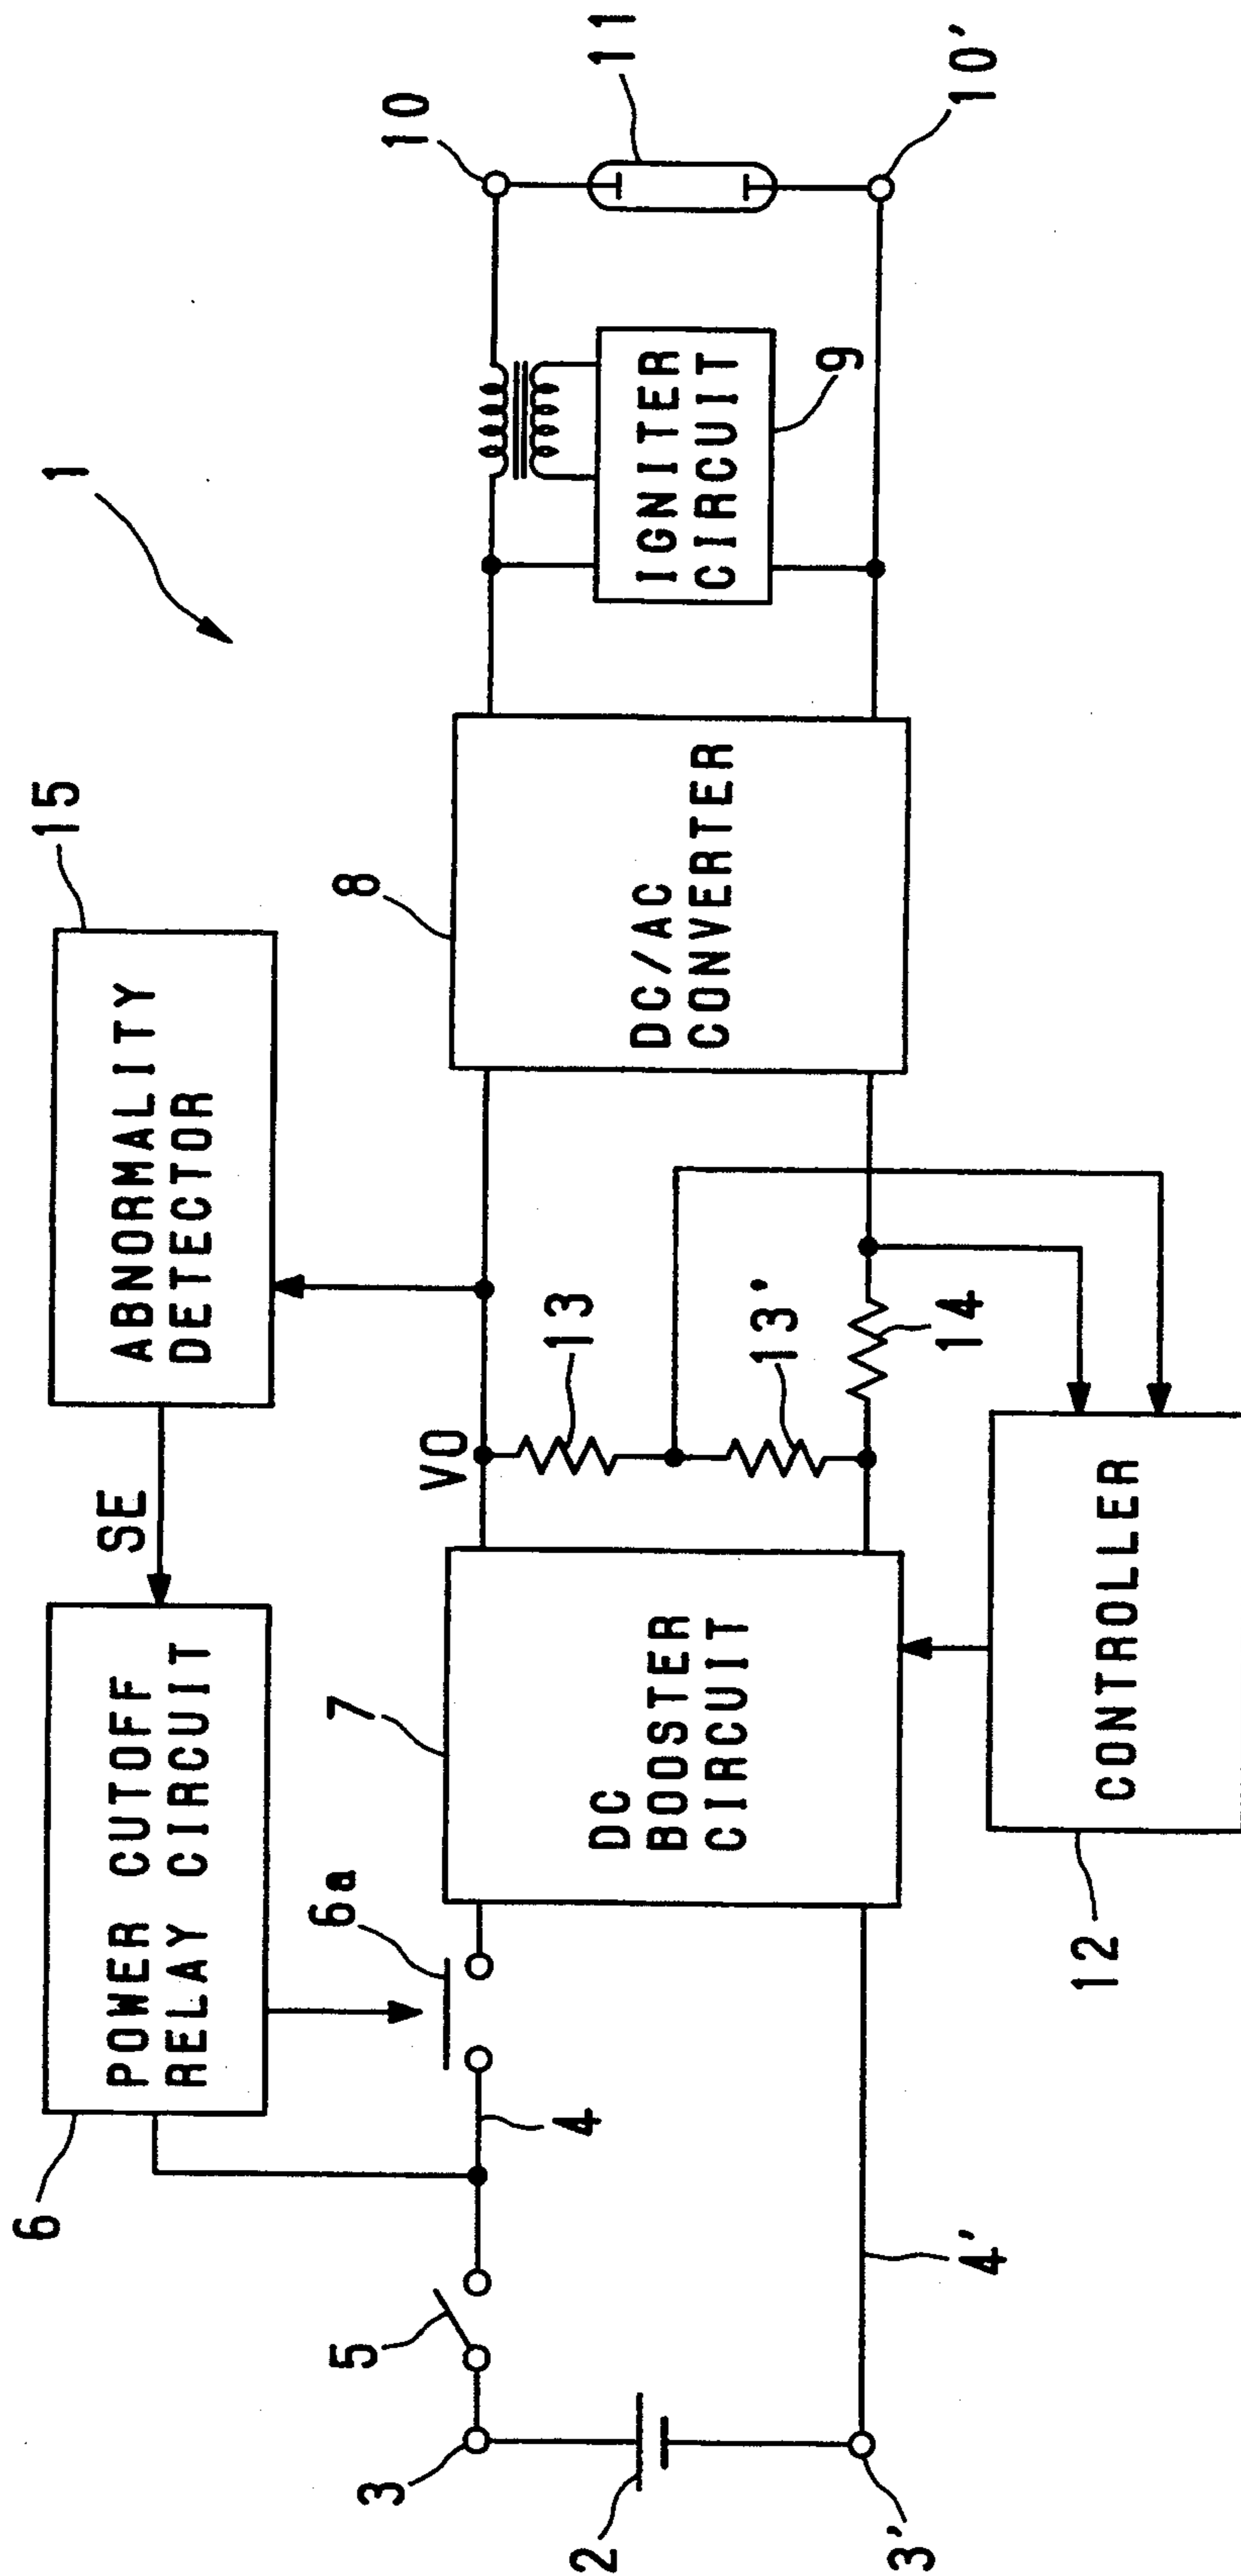 1
6
POWER CUTOFF
RELAY CIRCUIT
SE
ABNORMALITY
DETECTOR
15
3
5
4
6a
7
DC
BOOSTER
CIRCUIT
V0
13
13'
14
8
DC/AC
CONVERTER
IGNITER
CIRCUIT
9
10
11
10'
2
3'
4'
12
CONTROLLER